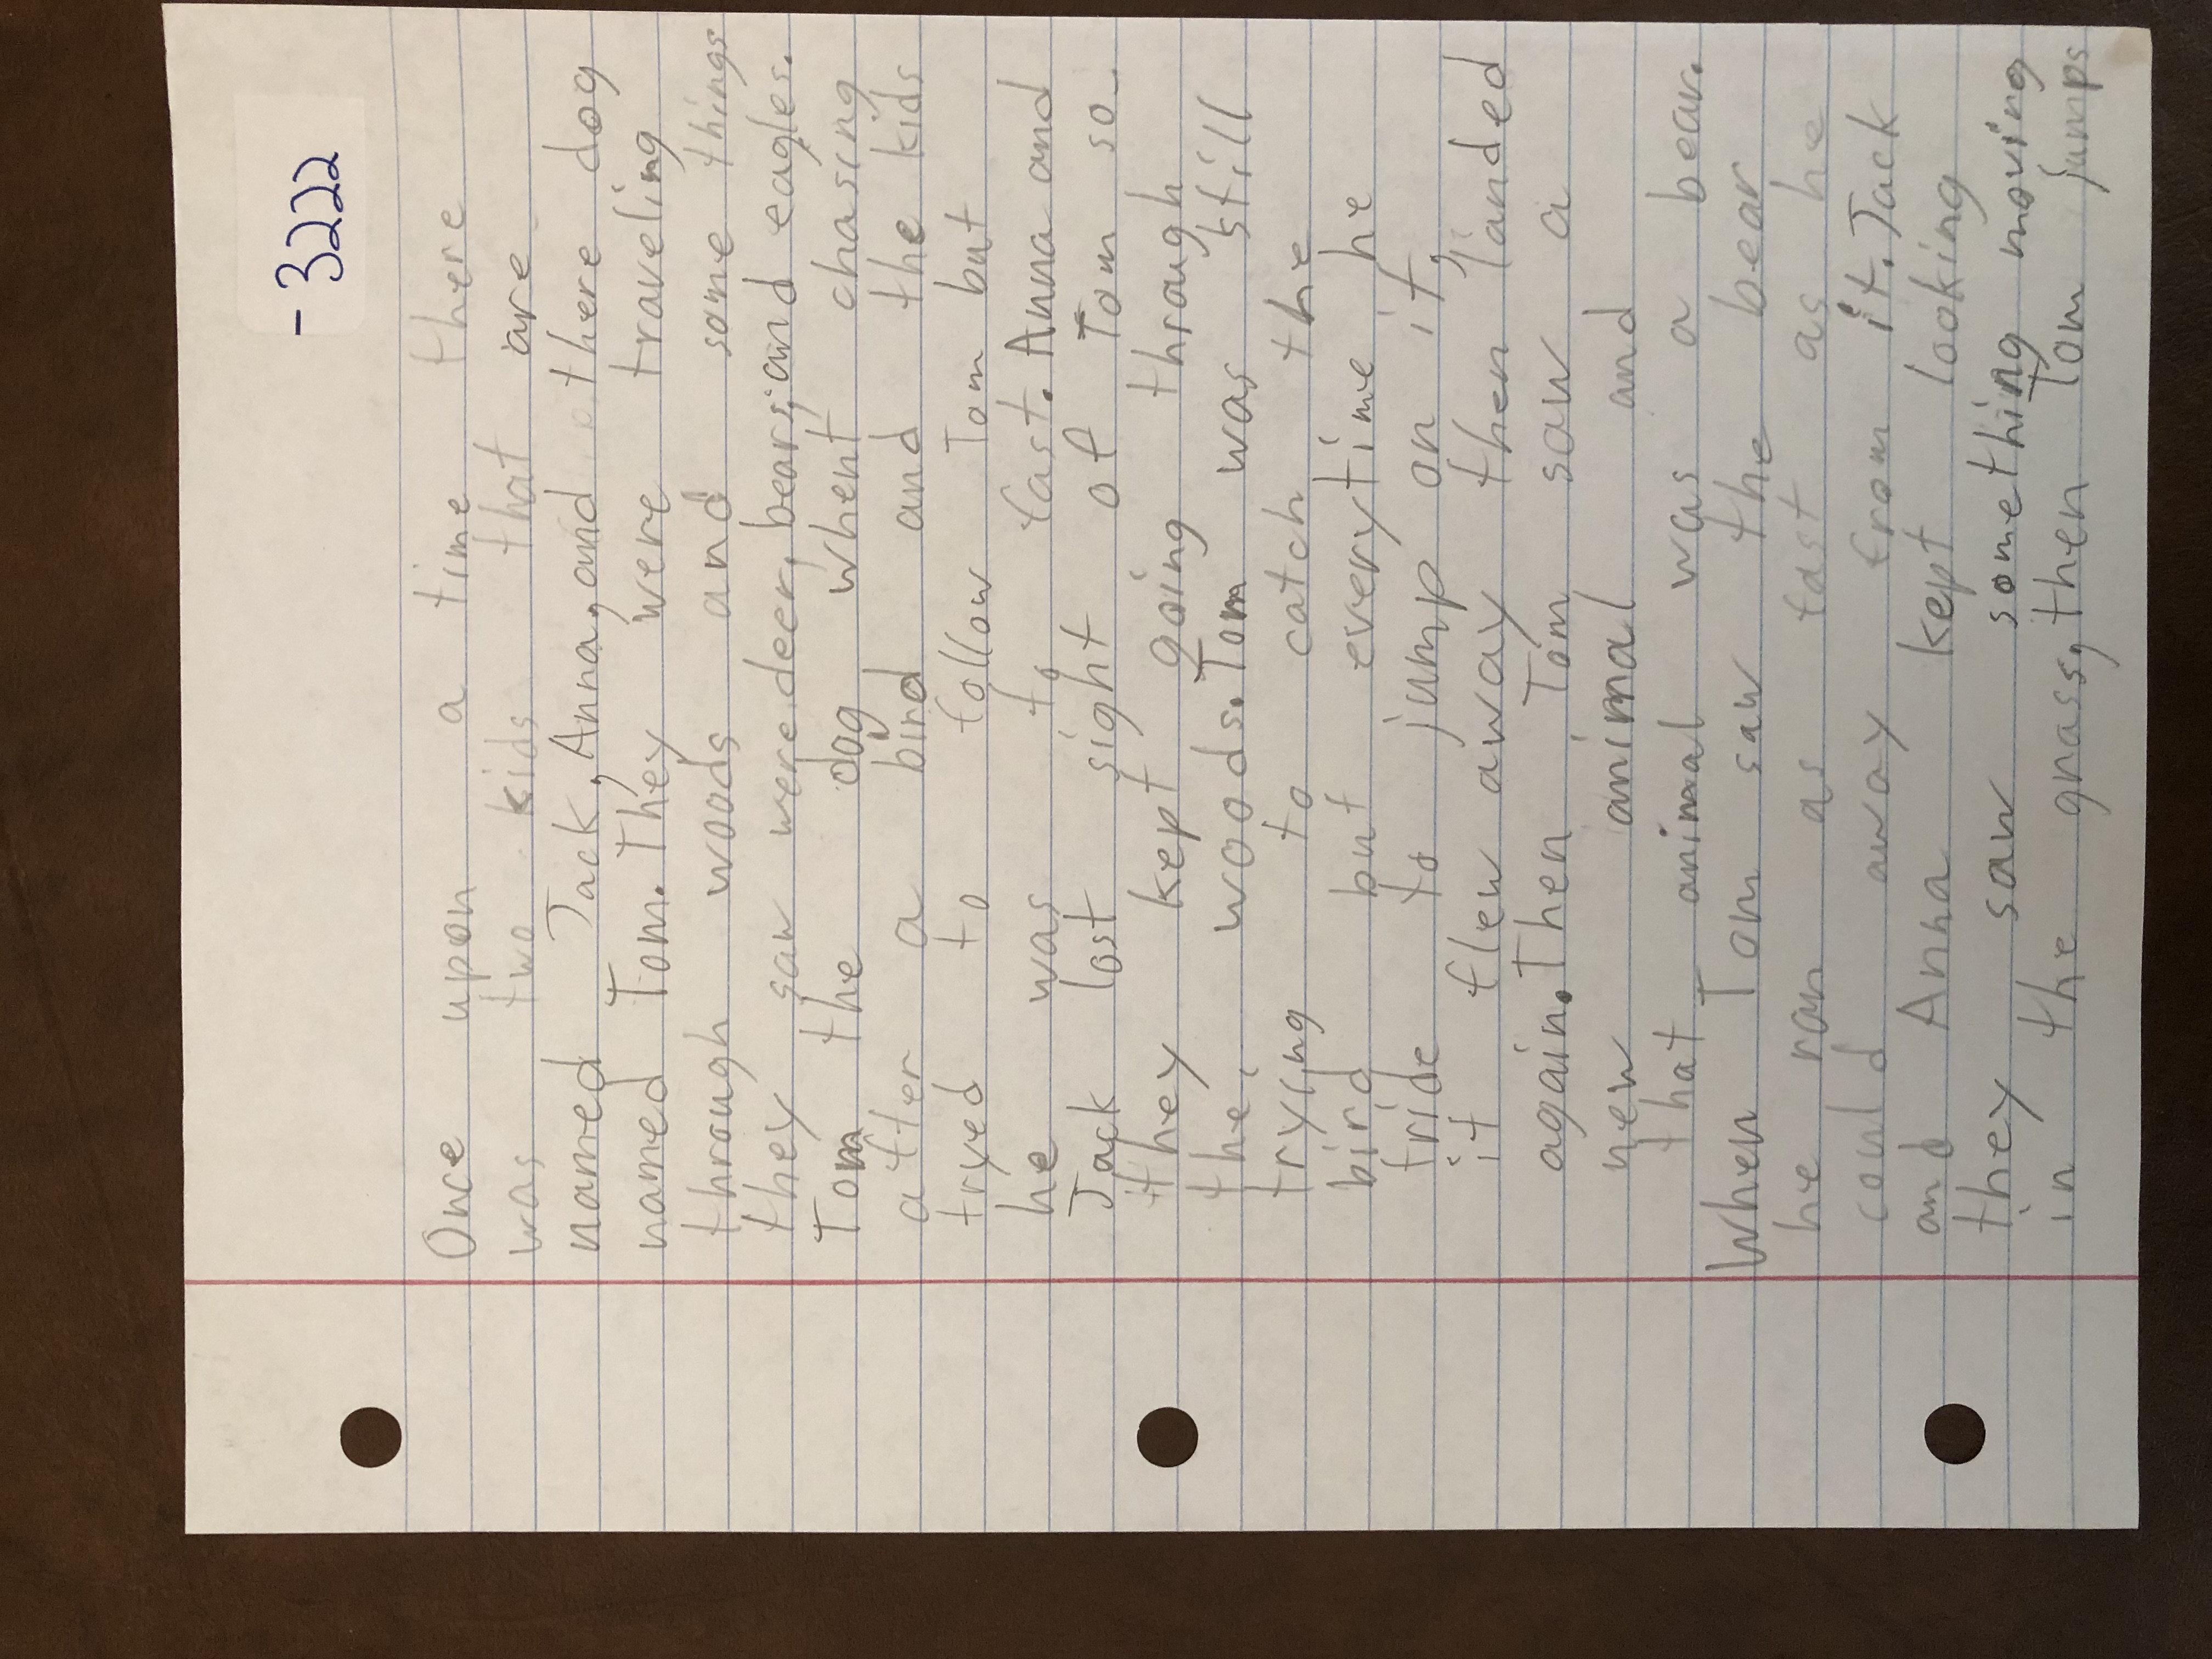 -3222
Once upon a time there
was two kids that are
named Jack, Anna, and there dog
named Tom. They were traveling
through woods and some things
they saw were deer, bears, and eagles.
Tom the dog whent chasing
after a bird and the kids
tryed to follow Tom but
he was to fast. Anna and
Jack lost sight of Tom so
they kept going through
the woods. Tom was still
trying to catch the
bird but everytime he
tride to jump on it,
it flew away then landed
again. Then Tom saw a
new animal and
that animal was a bear.
When Tom saw the bear
he ran as fast as he
could away from it. Jack
and Anna kept looking
they saw something moving
in the grass, then Tom jumps